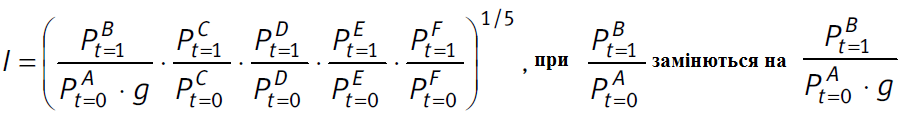 I = ( P^B_{t=1} / (P^A_{t=0} · g) · P^C_{t=1} / P^C_{t=0} · P^D_{t=1} / P^D_{t=0} · P^E_{t=1} / P^E_{t=0} · P^F_{t=1} / P^F_{t=0} )^{1/5} , при P^B_{t=1} / P^A_{t=0} замінються на P^B_{t=1} / (P^A_{t=0} · g)